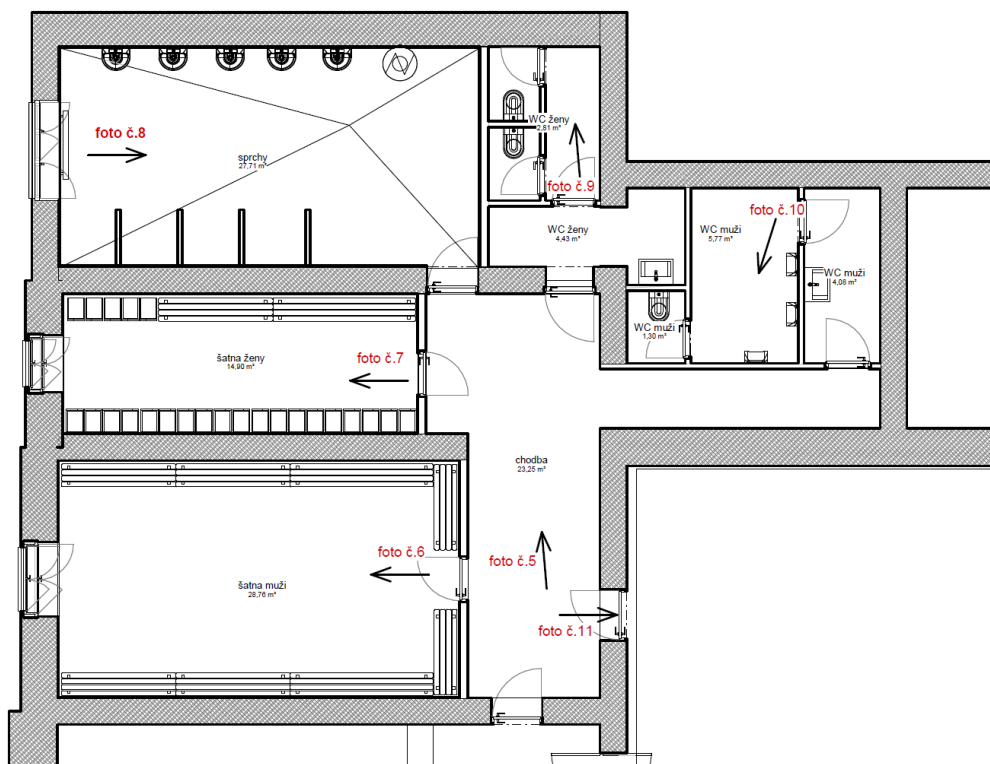 foto č.8
sprchy
27,71 m²
WC ženy
2,81 m²
foto č.9
WC ženy
4,43 m²
foto č.10
WC muži
5,77 m²
WC muži
4,08 m²
WC muži
1,30 m²
šatna ženy
14,90 m²
foto č.7
chodba
23,25 m²
foto č.6
foto č.5
šatna muži
28,76 m²
foto č.11